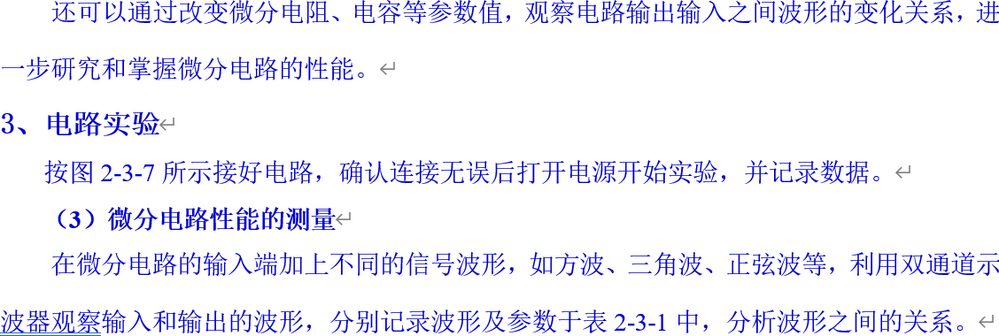 还可以通过改变微分电阻、电容等参数值，观察电路输出输入之间波形的变化关系，进
一步研究和掌握微分电路的性能。↵
3、电路实验↵
按图 2-3-7 所示接好电路，确认连接无误后打开电源开始实验，并记录数据。↵
（3）微分电路性能的测量↵
在微分电路的输入端加上不同的信号波形，如方波、三角波、正弦波等，利用双通道示
波器观察输入和输出的波形，分别记录波形及参数于表 2-3-1 中，分析波形之间的关系。↵